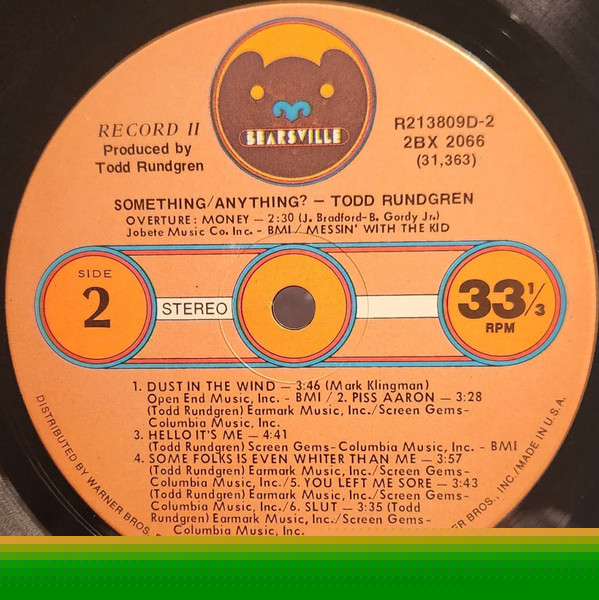 BEARSVILLE
RECORD II
Produced by
Todd Rundgren
R213809D-2
2BX 2066
(31,363)
SOMETHING/ANYTHING? – TODD RUNDGREN
OVERTURE: MONEY – 2:30 (J. Bradford-B. Gordy Jr.)
Jobete Music Co. Inc. - BMI / MESSIN' WITH THE KID
SIDE
2
STEREO
33 1/3
RPM
1. DUST IN THE WIND – 3:46 (Mark Klingman)
Open End Music, Inc. - BMI / 2. PISS AARON – 3:28
(Todd Rundgren) Earmark Music, Inc./Screen Gems-
Columbia Music, Inc.
3. HELLO IT'S ME – 4:41
(Todd Rundgren) Screen Gems-Columbia Music, Inc. - BMI
4. SOME FOLKS IS EVEN WHITER THAN ME – 3:57
(Todd Rundgren) Earmark Music, Inc./Screen Gems-
Columbia Music, Inc./5. YOU LEFT ME SORE – 3:43
(Todd Rundgren) Earmark Music, Inc./Screen Gems-
Columbia Music, Inc./6. SLUT – 3:35 (Todd
Rundgren) Earmark Music, Inc./Screen Gems-
Columbia Music, Inc.
DISTRIBUTED BY WARNER BROS.
BROS., INC./MADE IN U.S.A.